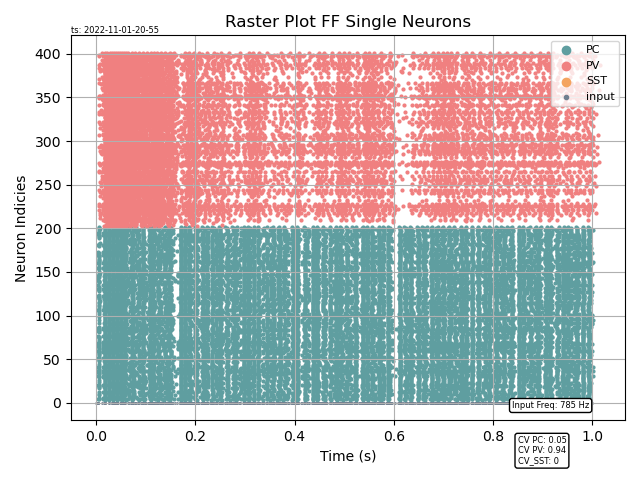 Raster Plot FF Single Neurons
ts: 2022-11-01-20-55
PC
PV
SST
input
400
350
300
250
200
150
100
50
0
Neuron Indicies
Input Freq: 785 Hz
0.0 0.2 0.4 0.6 0.8 1.0
Time (s)
CV PC: 0.05
CV PV: 0.94
CV_SST: 0